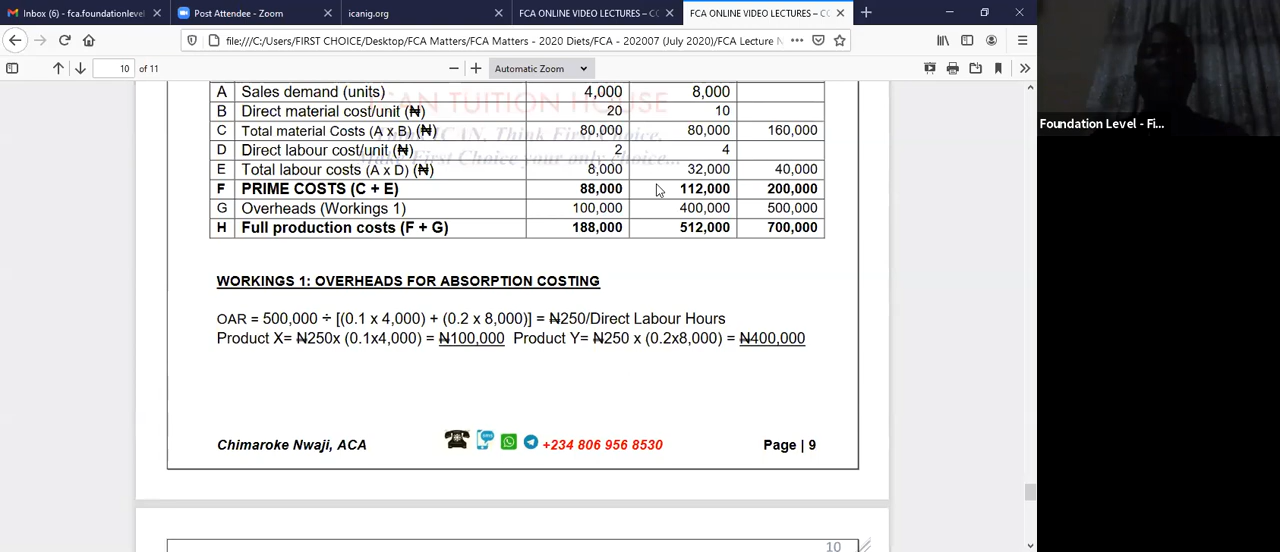 Inbox (6) - fca.foundationlevel
Post Attendee - Zoom
icanig.org
FCA ONLINE VIDEO LECTURES – CC
FCA ONLINE VIDEO LECTURES – CC
file:///C:/Users/FIRST CHOICE/Desktop/FCA Matters/FCA Matters - 2020 Diets/FCA - 202007 (July 2020)/FCA Lecture N
10 of 11
Automatic Zoom
A Sales demand (units) 4,000 8,000
B Direct material cost/unit (₦) 20 10
C Total material Costs (A x B) (₦) 80,000 80,000 160,000
D Direct labour cost/unit (₦) 2 4
E Total labour costs (A x D) (₦) 8,000 32,000 40,000
F PRIME COSTS (C + E) 88,000 112,000 200,000
G Overheads (Workings 1) 100,000 400,000 500,000
H Full production costs (F + G) 188,000 512,000 700,000
WORKINGS 1: OVERHEADS FOR ABSORPTION COSTING
OAR = 500,000 ÷ [(0.1 x 4,000) + (0.2 x 8,000)] = ₦250/Direct Labour Hours
Product X= ₦250x (0.1x4,000) = ₦100,000 Product Y= ₦250 x (0.2x8,000) = ₦400,000
Chimaroke Nwaji, ACA
+234 806 956 8530
Page | 9
10
Foundation Level - Fi...